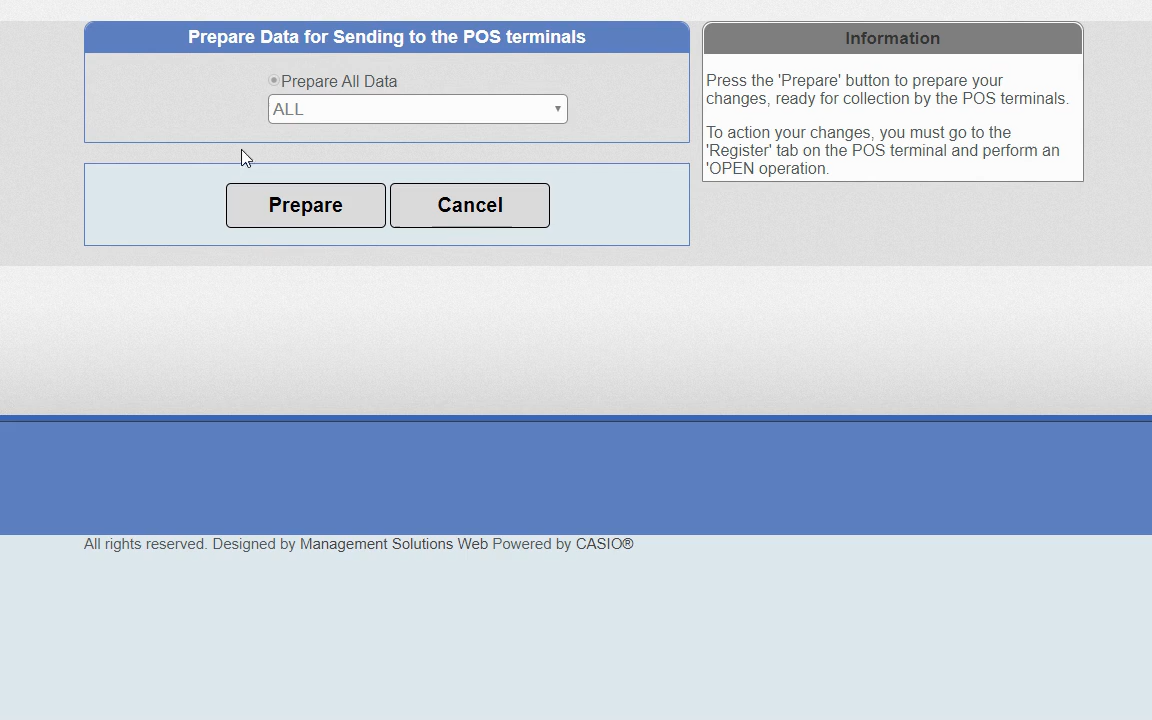 Prepare Data for Sending to the POS terminals
Prepare All Data
ALL
Prepare
Cancel
Information
Press the 'Prepare' button to prepare your
changes, ready for collection by the POS terminals.
To action your changes, you must go to the
'Register' tab on the POS terminal and perform an
'OPEN operation.
All rights reserved. Designed by Management Solutions Web Powered by CASIO®